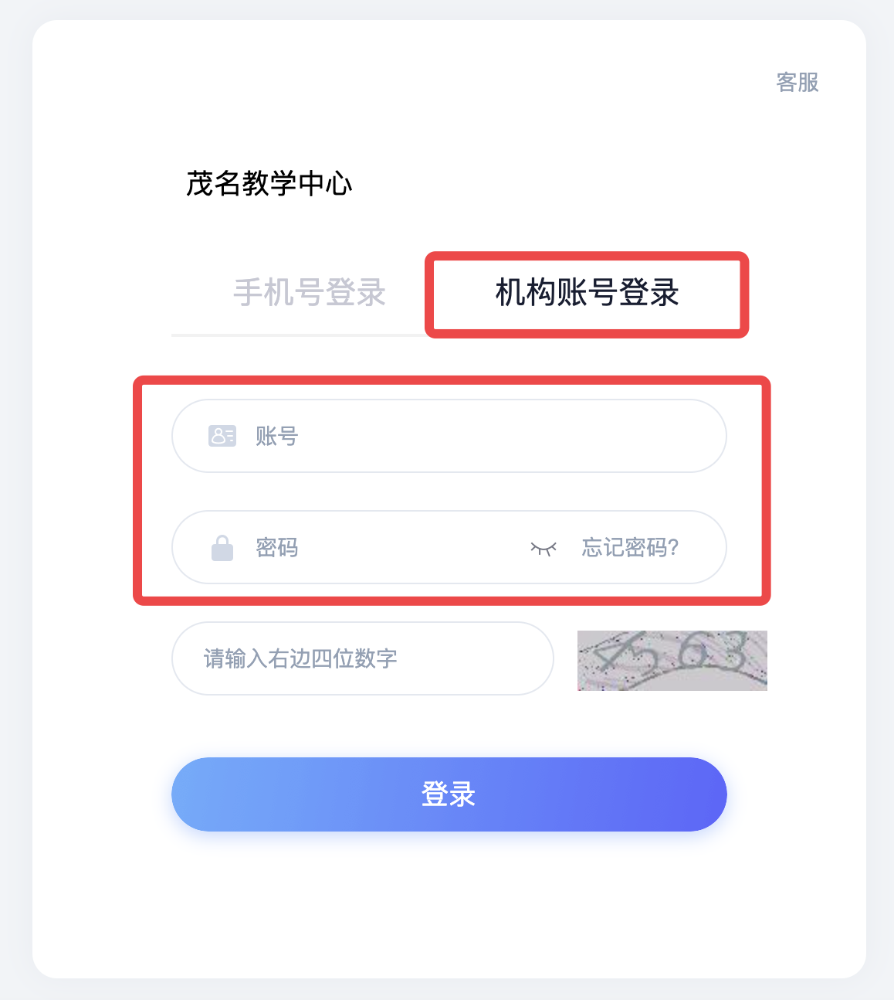 客服
茂名教学中心
手机号登录 机构账号登录
账号
密码 忘记密码?
请输入右边四位数字
登录